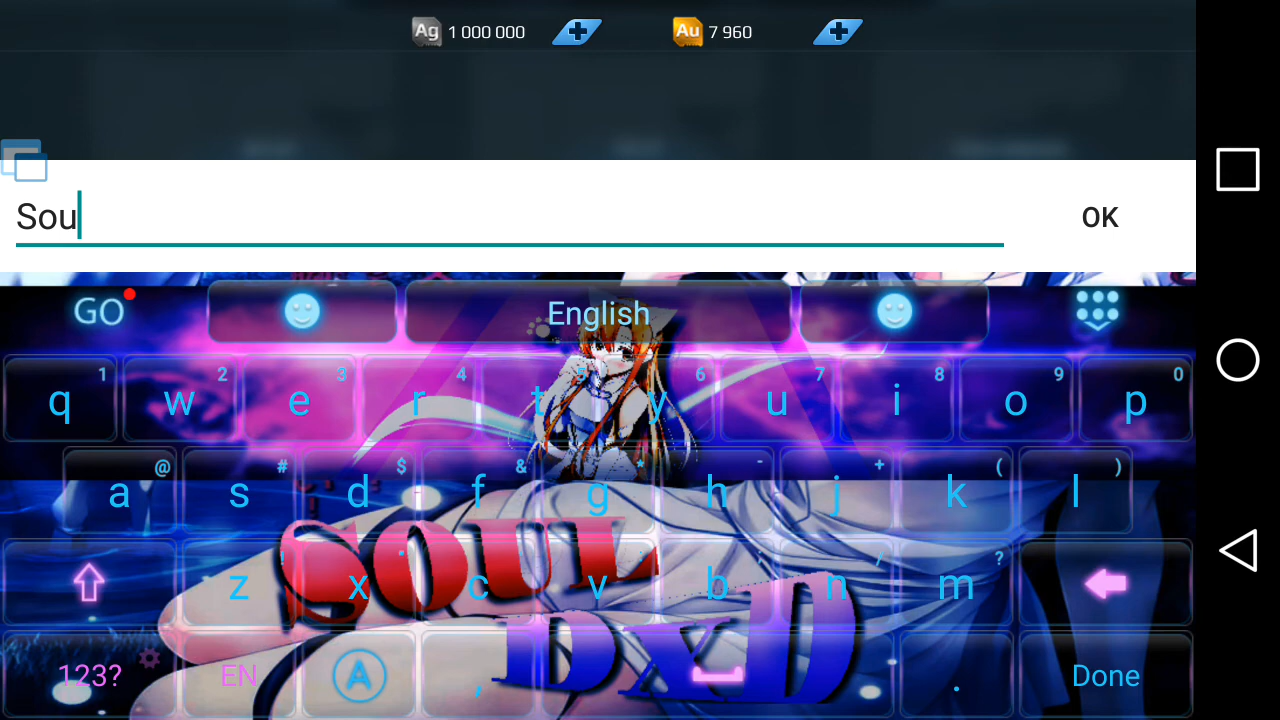 Ag 1 000 000 Au 7 960
Sou OK
GO English
1 2 3 4 5 6 7 8 9 0
q w e r t y u i o p
@ # $ & * - + ( )
a s d f g h j k l
SOUL
! " ' : ; / ?
z x c v b n m
DXD
123? EN A , . Done